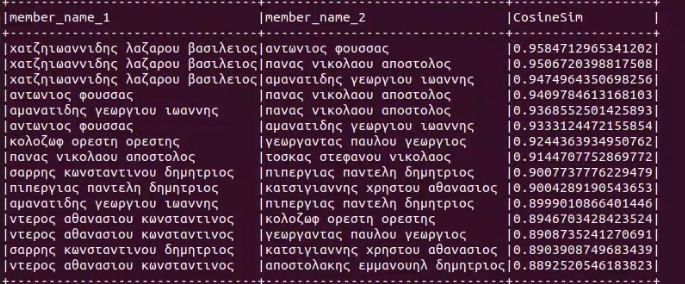 |member_name_1 |member_name_2 |CosineSim |
|χατζηιωαννιδης λαζαρου βασιλειος|αντωνιος φουσσας |0.9584712965341202|
|χατζηιωαννιδης λαζαρου βασιλειος|πανας νικολαου αποστολος |0.9506720398817508|
|χατζηιωαννιδης λαζαρου βασιλειος|αμανατιδης γεωργιου ιωαννης |0.9474964350698256|
|αντωνιος φουσσας |πανας νικολαου αποστολος |0.9409784613168103|
|αμανατιδης γεωργιου ιωαννης |πανας νικολαου αποστολος |0.9368552501425893|
|αντωνιος φουσσας |αμανατιδης γεωργιου ιωαννης |0.9333124472155854|
|κολοζωφ ορεστη ορεστης |γεωργαντας παυλου γεωργιος |0.9244363934950762|
|πανας νικολαου αποστολος |τοσκας στεφανου νικολαος |0.9144707752869772|
|σαρρης κωνσταντινου δημητριος |πιπεργιας παντελη δημητριος |0.9007737776229479|
|πιπεργιας παντελη δημητριος |κατσιγιαννης χρηστου αθανασιος |0.9004289190543653|
|αμανατιδης γεωργιου ιωαννης |πιπεργιας παντελη δημητριος |0.8999010866401446|
|ντερος αθανασιου κωνσταντινος |κολοζωφ ορεστη ορεστης |0.8946703428423524|
|ντερος αθανασιου κωνσταντινος |γεωργαντας παυλου γεωργιος |0.8908735241270691|
|σαρρης κωνσταντινου δημητριος |κατσιγιαννης χρηστου αθανασιος |0.8903908749683439|
|ντερος αθανασιου κωνσταντινος |αποστολακης εμμανουηλ δημητριος|0.8892520546183823|